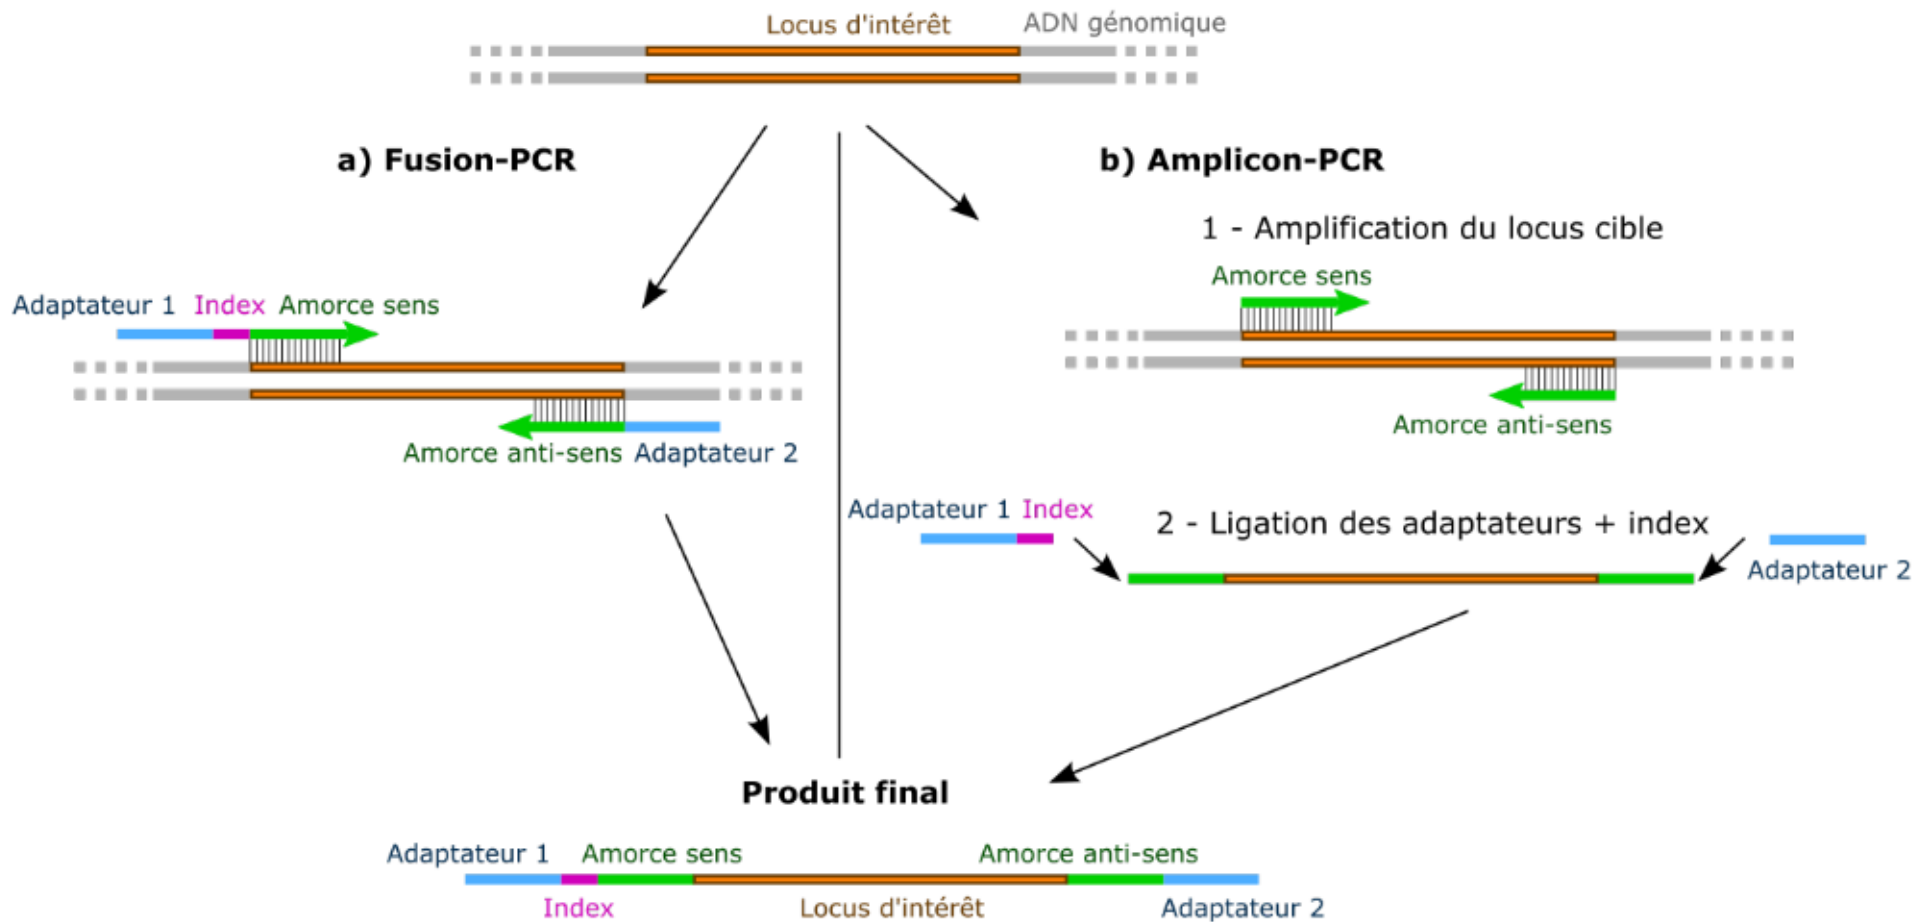 Locus d'intérêt
ADN génomique
a) Fusion-PCR
b) Amplicon-PCR
1 - Amplification du locus cible
Amorce sens
Adaptateur 1 Index Amorce sens
Amorce anti-sens
Amorce anti-sens Adaptateur 2
Adaptateur 1 Index
2 - Ligation des adaptateurs + index
Adaptateur 2
Produit final
Adaptateur 1
Amorce sens
Amorce anti-sens
Index
Locus d'intérêt
Adaptateur 2